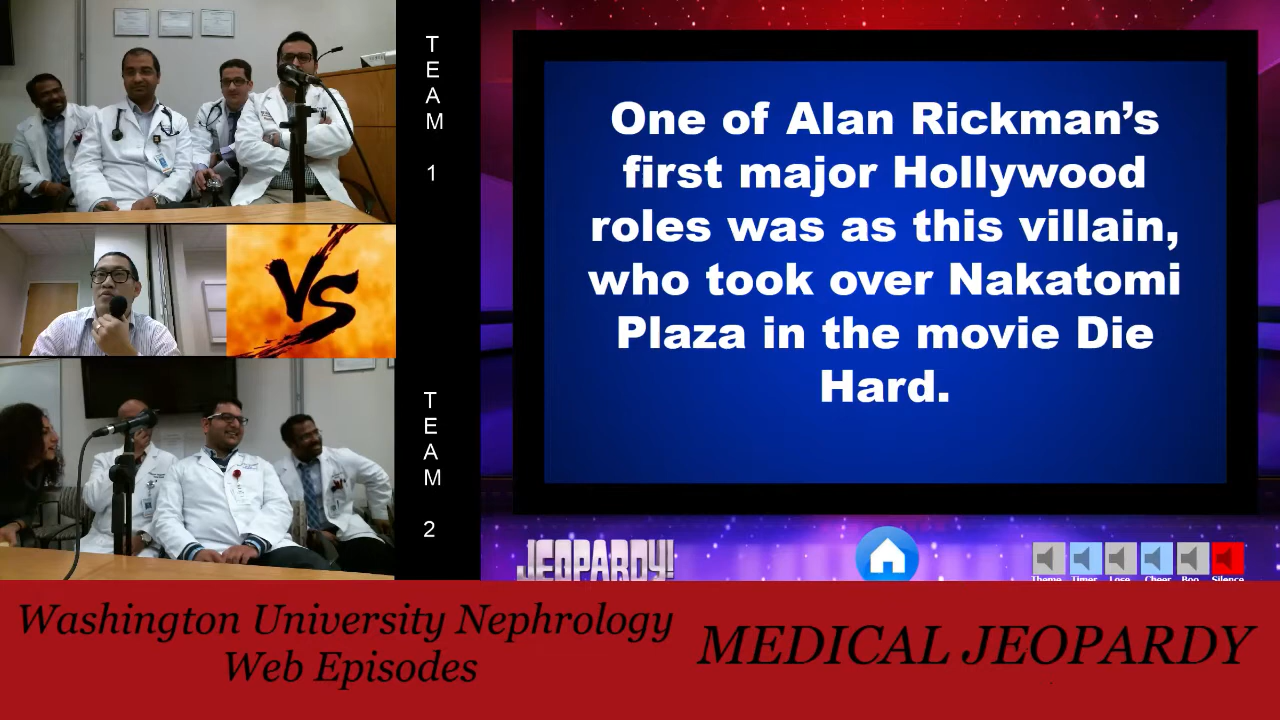 TEAM 1
VS
TEAM 2
One of Alan Rickman’s
first major Hollywood
roles was as this villain,
who took over Nakatomi
Plaza in the movie Die
Hard.
JEOPARDY!
Theme Timer Lose Cheer Boo Silence
Washington University Nephrology
Web Episodes
MEDICAL JEOPARDY